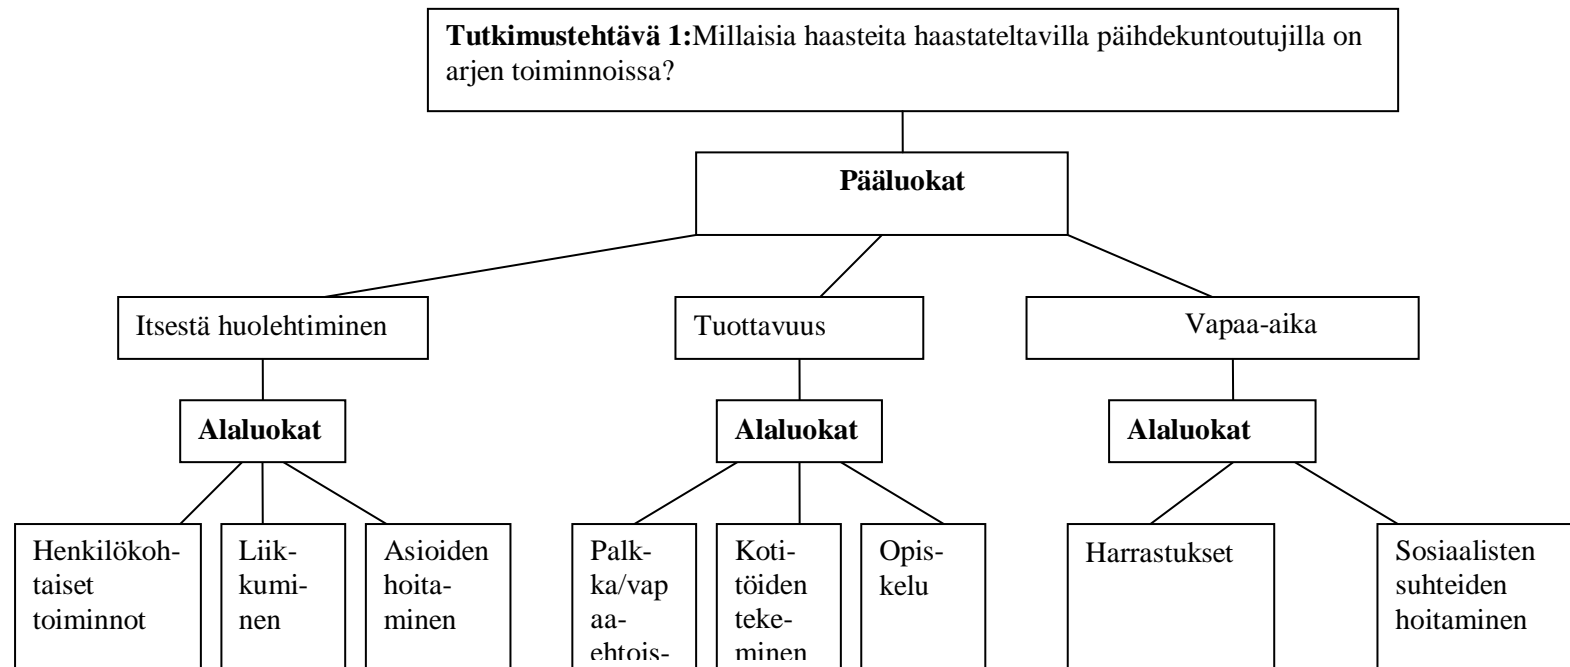 Tutkimustehtävä 1:Millaisia haasteita haastateltavilla päihdekuntoutujilla on
arjen toiminnoissa?
Pääluokat
Itsestä huolehtiminen
Tuottavuus
Vapaa-aika
Alaluokat
Alaluokat
Alaluokat
Henkilökoh-
taiset
toiminnot
Liik-
kumi-
nen
Asioiden
hoita-
minen
Palk-
ka/vap
aa-
ehtois-
Koti-
töiden
teke-
minen
Opis-
kelu
Harrastukset
Sosiaalisten
suhteiden
hoitaminen